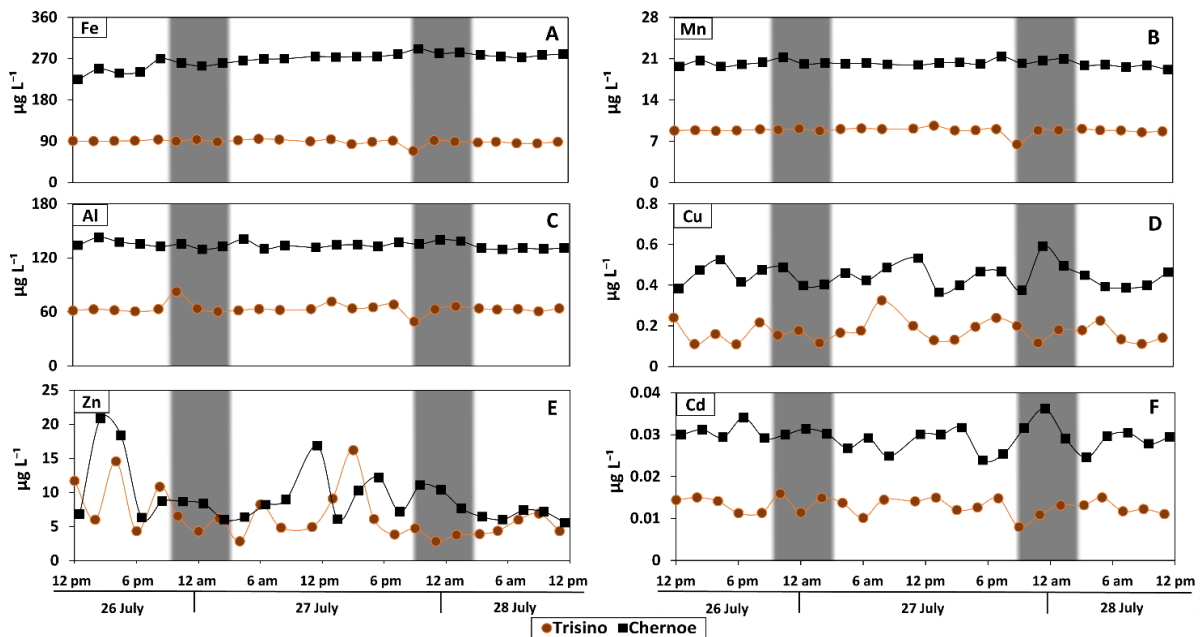 Fe
A
µg L⁻¹
360
270
180
90
0
Mn
B
µg L⁻¹
28
21
14
7
0
Al
C
µg L⁻¹
180
120
60
0
Cu
D
µg L⁻¹
0.8
0.6
0.4
0.2
0
Zn
E
µg L⁻¹
25
20
15
10
5
0
12 pm 6 pm 12 am 6 am 12 pm 6 pm 12 am 6 am 12 pm
26 July 27 July 28 July
Cd
F
µg L⁻¹
0.04
0.03
0.02
0.01
0
12 pm 6 pm 12 am 6 am 12 pm 6 pm 12 am 6 am 12 pm
26 July 27 July 28 July
Trisino Chernoe